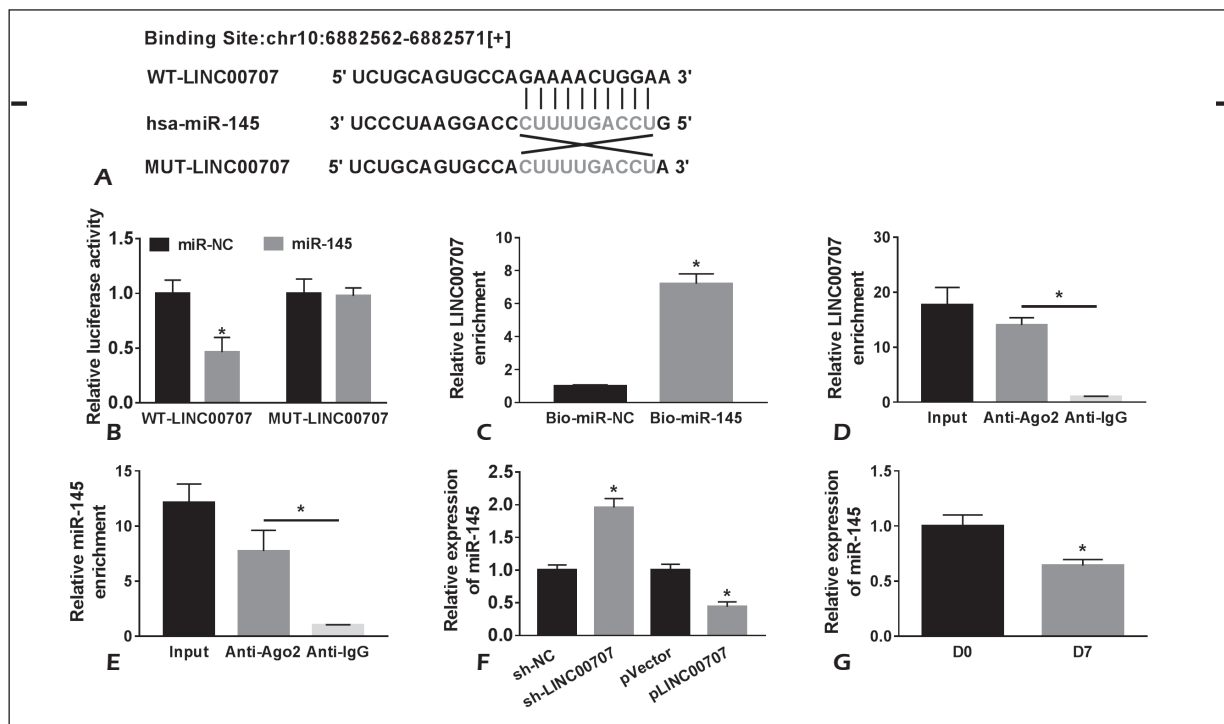 Binding Site:chr10:6882562-6882571[+]
WT-LINC00707 5' UCUGCAGUGCCAGAAAACUGGAA 3'
hsa-miR-145 3' UCCCUAAGGACCCUUUUGACCUG 5'
MUT-LINC00707 5' UCUGCAGUGCCACUUUUGACCUA 3'
A
Relative luciferase activity
1.5
1.0
0.5
0.0
miR-NC
miR-145
*
WT-LINC00707 MUT-LINC00707
B
Relative LINC00707
enrichment
10
8
6
4
2
0
*
Bio-miR-NC Bio-miR-145
C
Relative LINC00707
enrichment
30
20
10
0
*
Input Anti-Ago2 Anti-IgG
D
Relative miR-145
enrichment
15
10
5
0
*
Input Anti-Ago2 Anti-IgG
E
Relative expression
of miR-145
2.5
2.0
1.5
1.0
0.5
0.0
*
*
sh-NC
sh-LINC00707
pVector
pLINC00707
F
Relative expression
of miR-145
1.5
1.0
0.5
0.0
*
D0 D7
G